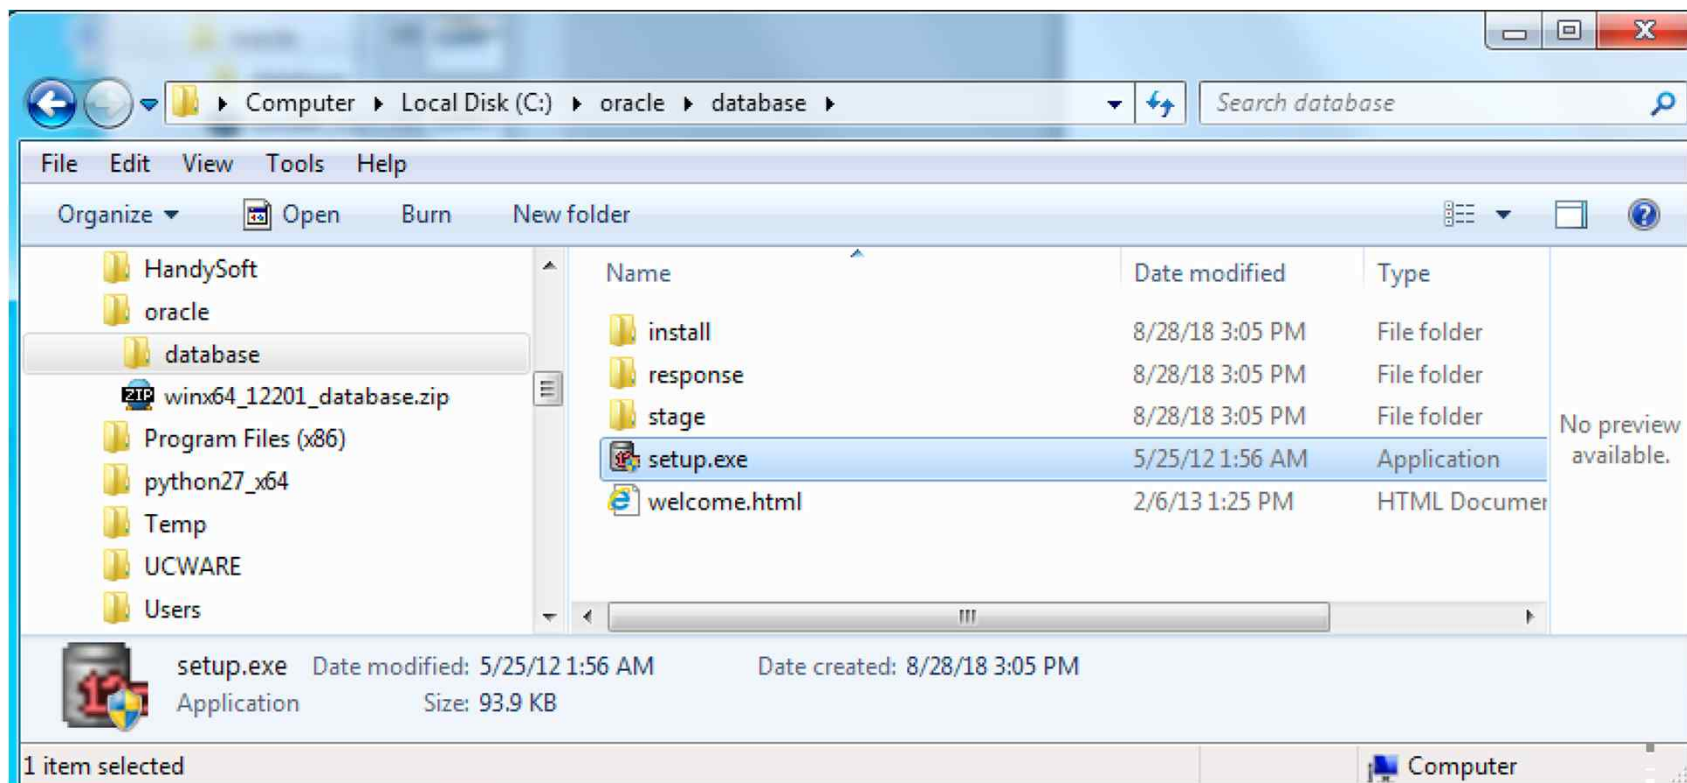 Computer Local Disk (C:) oracle database
Search database
File Edit View Tools Help
Organize Open Burn New folder
HandySoft
oracle
database
ZIP winx64_12201_database.zip
Program Files (x86)
python27_x64
Temp
UCWARE
Users
Name Date modified Type
install 8/28/18 3:05 PM File folder
response 8/28/18 3:05 PM File folder
stage 8/28/18 3:05 PM File folder
setup.exe 5/25/12 1:56 AM Application
welcome.html 2/6/13 1:25 PM HTML Documen
No preview
available.
setup.exe Date modified: 5/25/12 1:56 AM Date created: 8/28/18 3:05 PM
Application Size: 93.9 KB
1 item selected
Computer